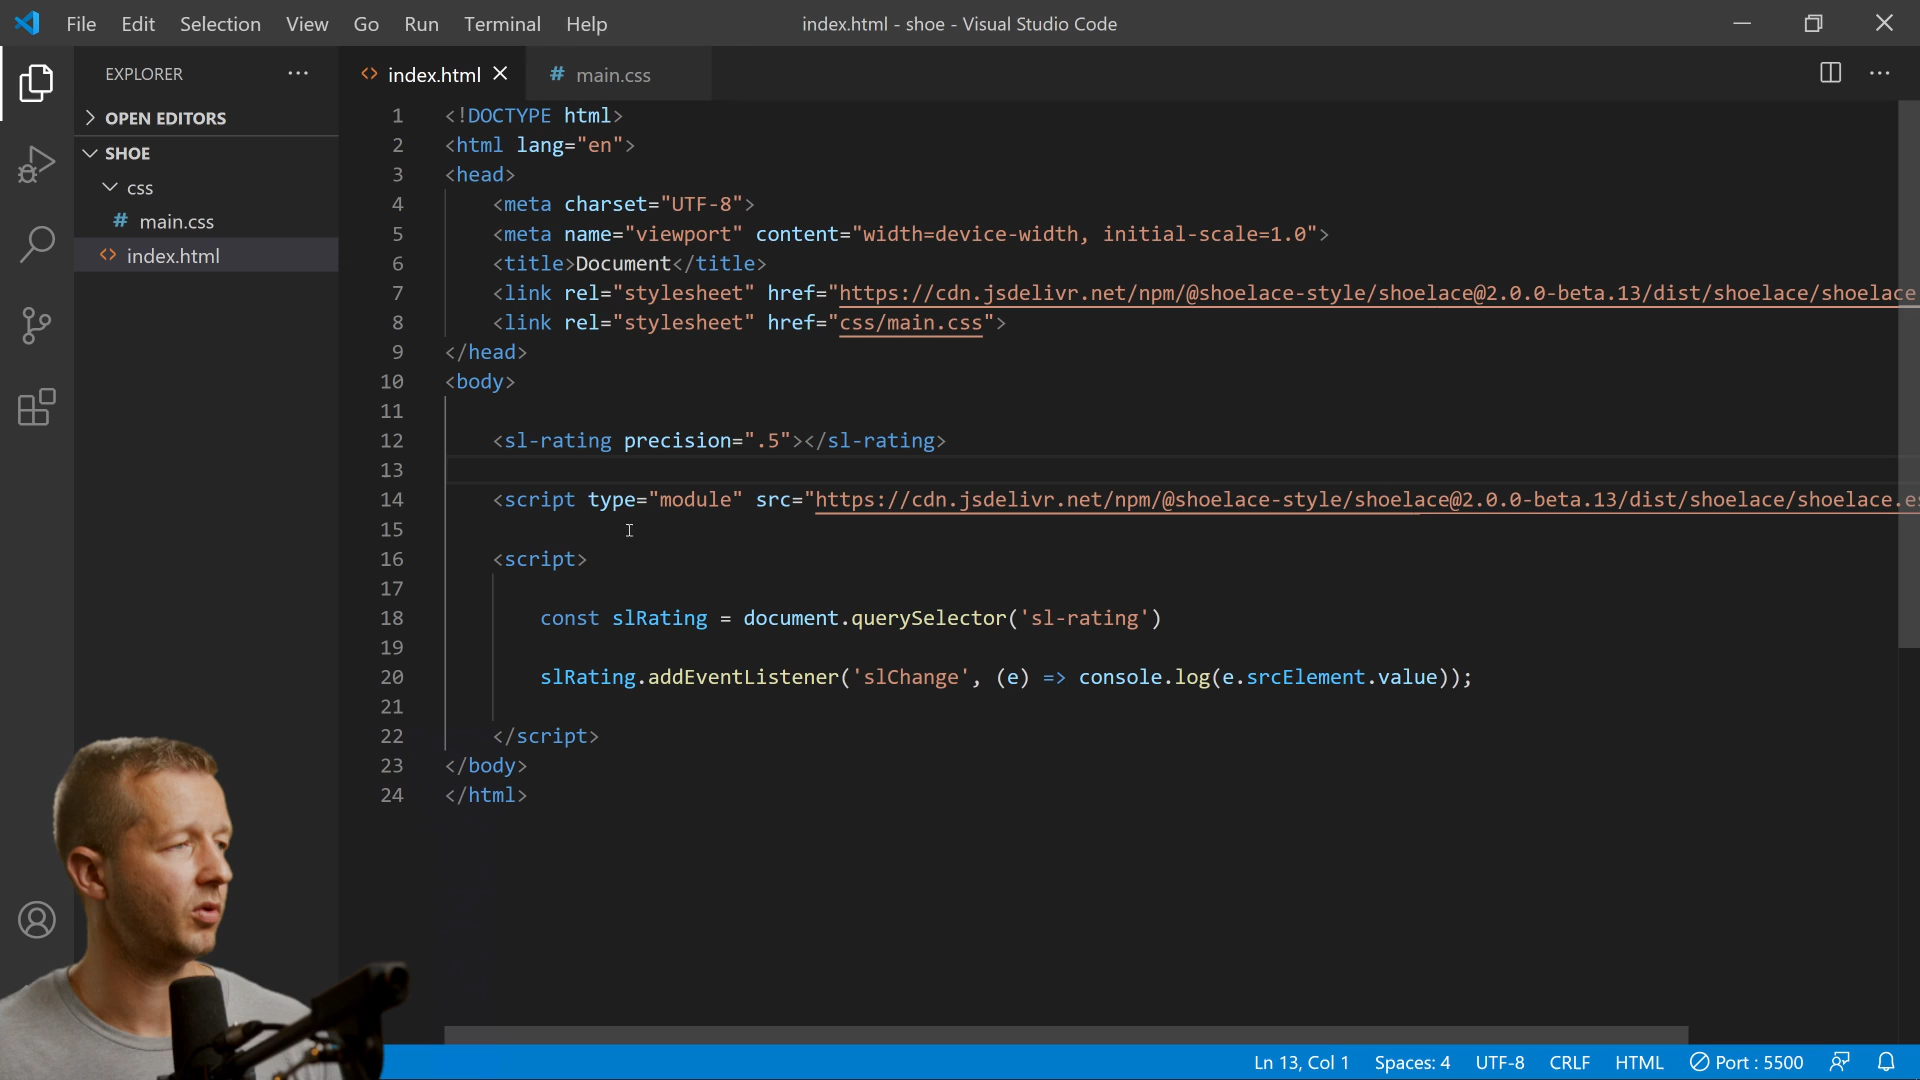 File Edit Selection View Go Run Terminal Help
index.html - shoe - Visual Studio Code
EXPLORER
OPEN EDITORS
SHOE
css
# main.css
<> index.html
<> index.html
# main.css
1 <!DOCTYPE html>
2 <html lang="en">
3 <head>
4 <meta charset="UTF-8">
5 <meta name="viewport" content="width=device-width, initial-scale=1.0">
6 <title>Document</title>
7 <link rel="stylesheet" href="https://cdn.jsdelivr.net/npm/@shoelace-style/shoelace@2.0.0-beta.13/dist/shoelace/shoelace
8 <link rel="stylesheet" href="css/main.css">
9 </head>
10 <body>
11
12 <sl-rating precision=".5"></sl-rating>
13
14 <script type="module" src="https://cdn.jsdelivr.net/npm/@shoelace-style/shoelace@2.0.0-beta.13/dist/shoelace/shoelace.es
15
16 <script>
17
18 const slRating = document.querySelector('sl-rating')
19
20 slRating.addEventListener('slChange', (e) => console.log(e.srcElement.value));
21
22 </script>
23 </body>
24 </html>
Ln 13, Col 1 Spaces: 4 UTF-8 CRLF HTML Port : 5500